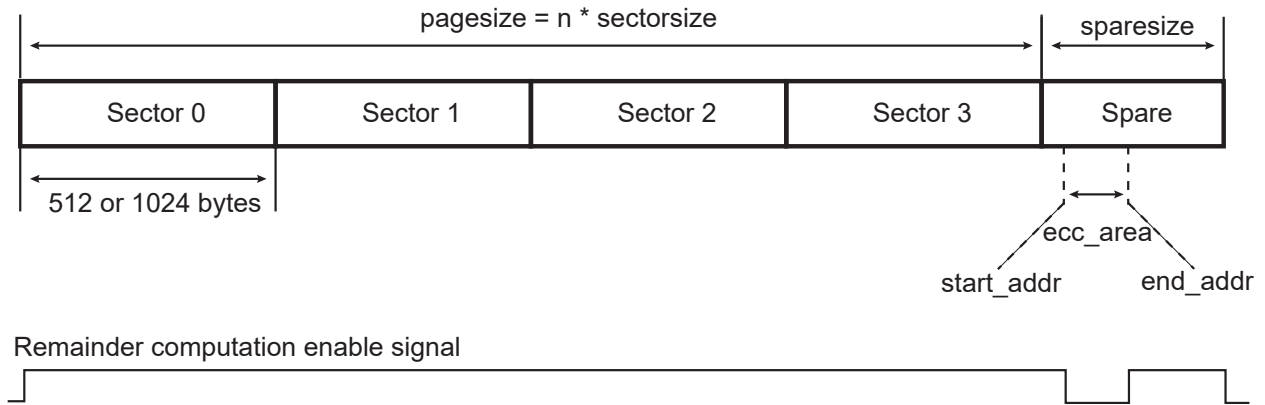 pagesize = n * sectorsize
sparesize
Sector 0 Sector 1 Sector 2 Sector 3 Spare
512 or 1024 bytes
ecc_area
start_addr end_addr
Remainder computation enable signal